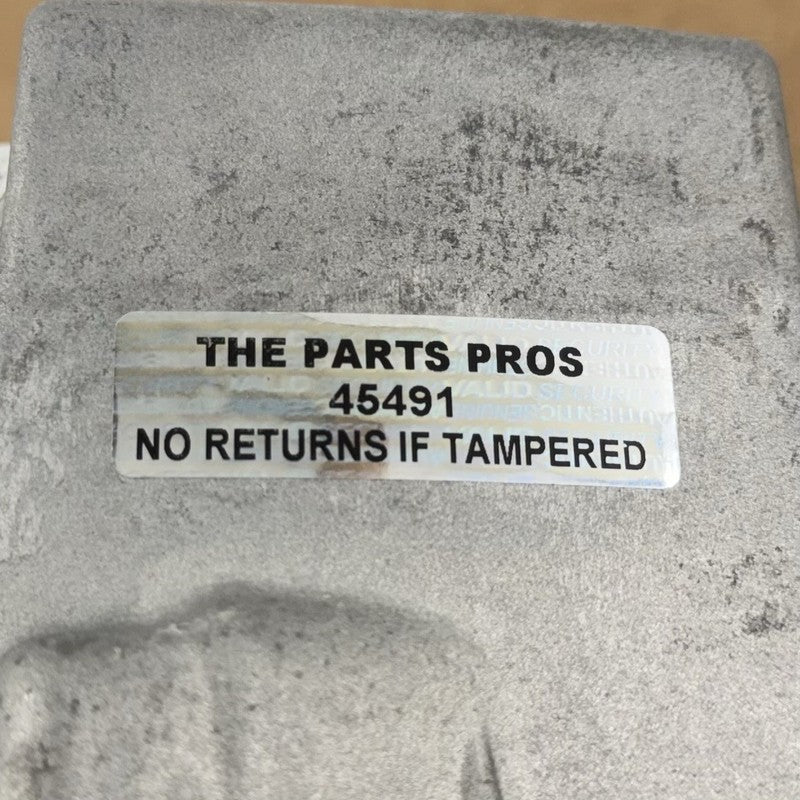 THE PARTS PROS
45491
NO RETURNS IF TAMPERED